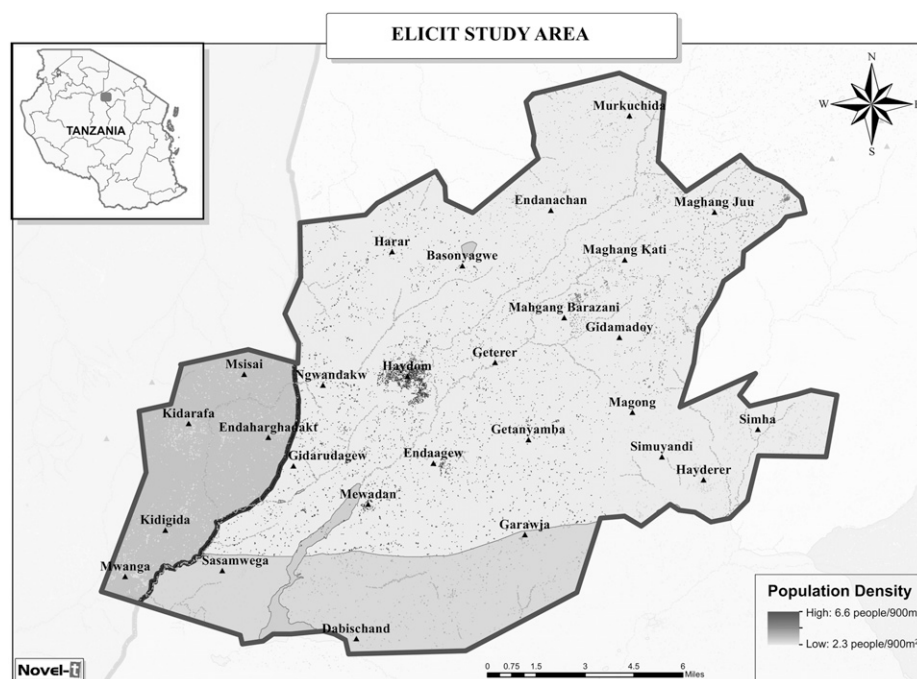 ELICIT STUDY AREA
TANZANIA
N
W
E
S
Murkuchida
Endanachan
Maghang Juu
Harar
Basonyagwe
Maghang Kati
Mahgang Barazani
Gidamadoy
Geterer
Msisai
Ngwandakw
Haydom
Kidarafa
Magong
Simha
Endaharghadakt
Getanyamba
Gidarudagew
Endaagew
Simuyandi
Hayderer
Mewadan
Kidigida
Garawja
Mwanga
Sasamwega
Dabischand
Population Density
High: 6.6 people/900m
Low: 2.3 people/900m²
0 0.75 1.5 3 4.5 6
Miles
Novel-t